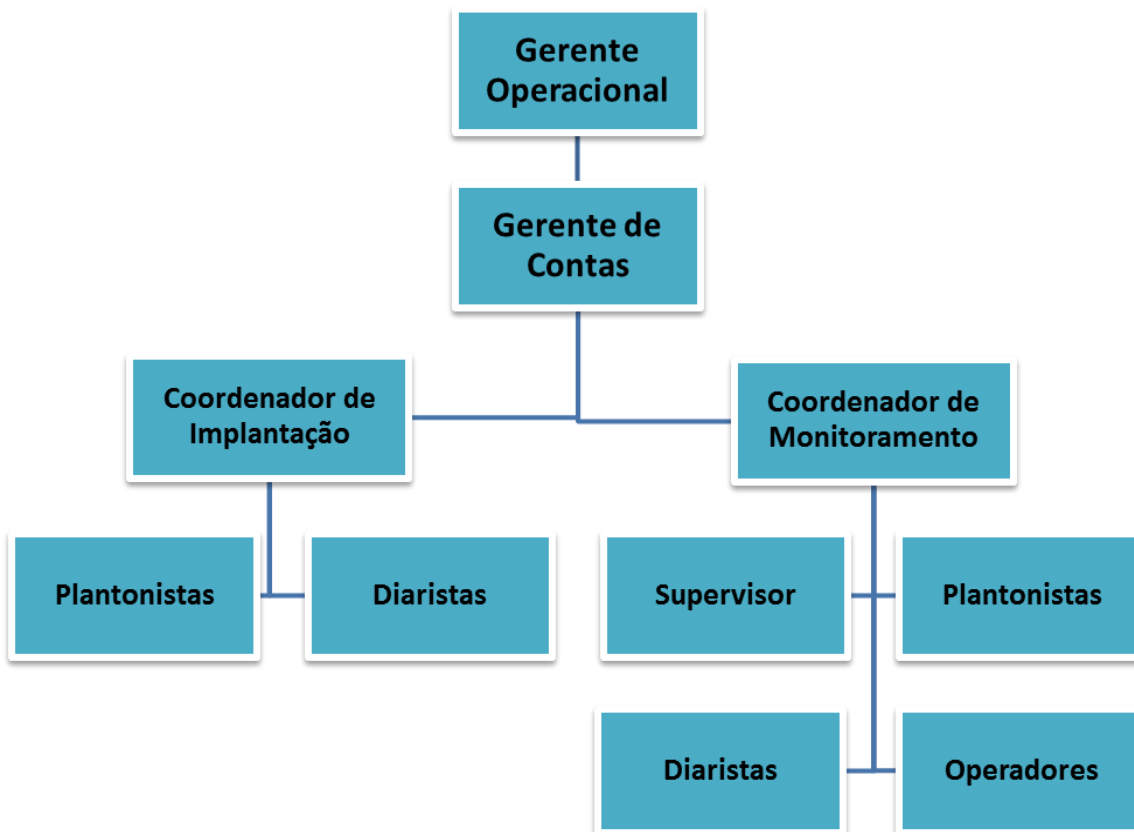 Gerente
Operacional
Gerente de
Contas
Coordenador de
Implantação
Coordenador de
Monitoramento
Plantonistas
Diaristas
Supervisor
Plantonistas
Diaristas
Operadores